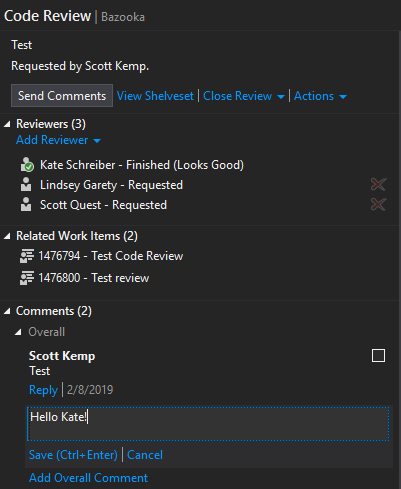 Code Review | Bazooka
Test
Requested by Scott Kemp.
Send Comments View Shelveset | Close Review | Actions
Reviewers (3)
Add Reviewer
Kate Schreiber - Finished (Looks Good)
Lindsey Garety - Requested
Scott Quest - Requested
Related Work Items (2)
1476794 - Test Code Review
1476800 - Test review
Comments (2)
Overall
Scott Kemp
Test
Reply | 2/8/2019
Hello Kate!
Save (Ctrl+Enter) | Cancel
Add Overall Comment